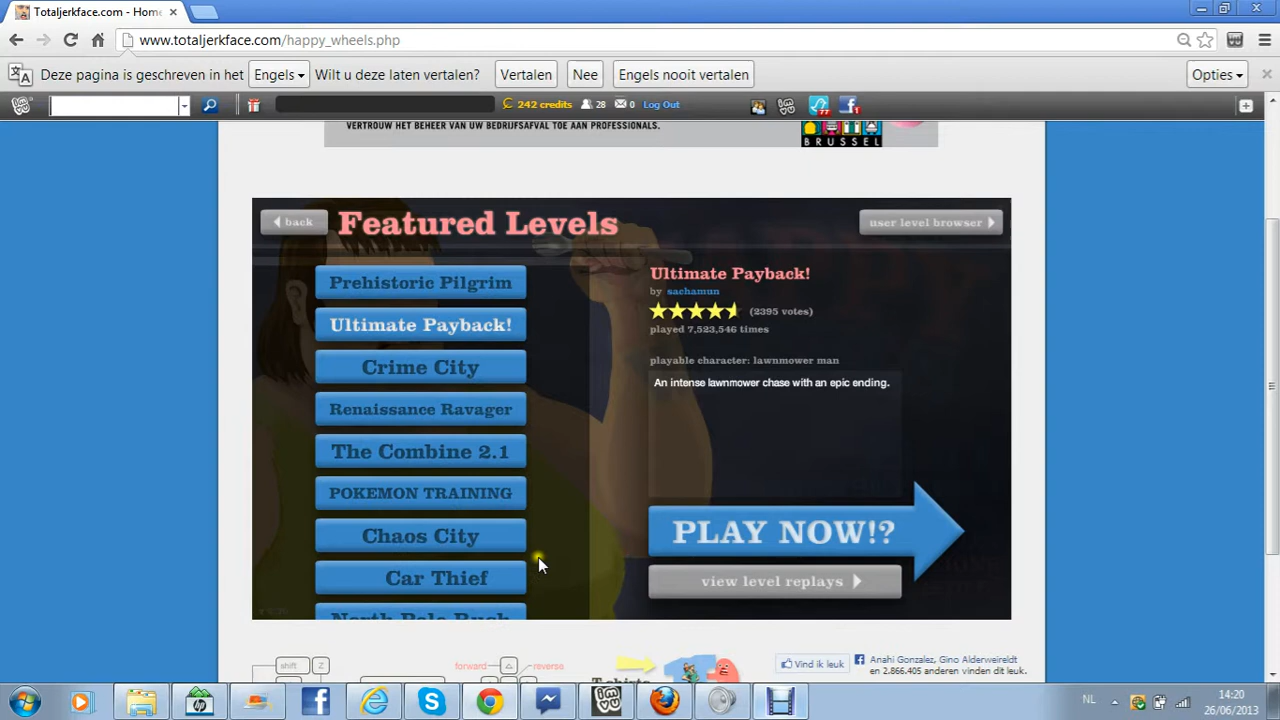 Totaljerkface.com - Home
www.totaljerkface.com/happy_wheels.php
Deze pagina is geschreven in het Engels Wilt u deze laten vertalen? Vertalen Nee Engels nooit vertalen Opties
242 credits 28 0 Log Out 77 1
VERTROUW HET BEHEER VAN UW BEDRIJFSAFVAL TOE AAN PROFESSIONALS.
BRUSSEL
back Featured Levels user level browser
Prehistoric Pilgrim
Ultimate Payback!
Crime City
Renaissance Ravager
The Combine 2.1
POKEMON TRAINING
Chaos City
Car Thief
North Pole Rush
Ultimate Payback!
by sachamun
(2395 votes)
played 7,523,546 times
playable character: lawnmower man
An intense lawnmower chase with an epic ending.
PLAY NOW!?
view level replays
shift Z forward reverse
Vind ik leuk
Anahi Gonzalez, Gino Alderweireldt
en 2.866.405 anderen vinden dit leuk.
NL 14:20
26/06/2013